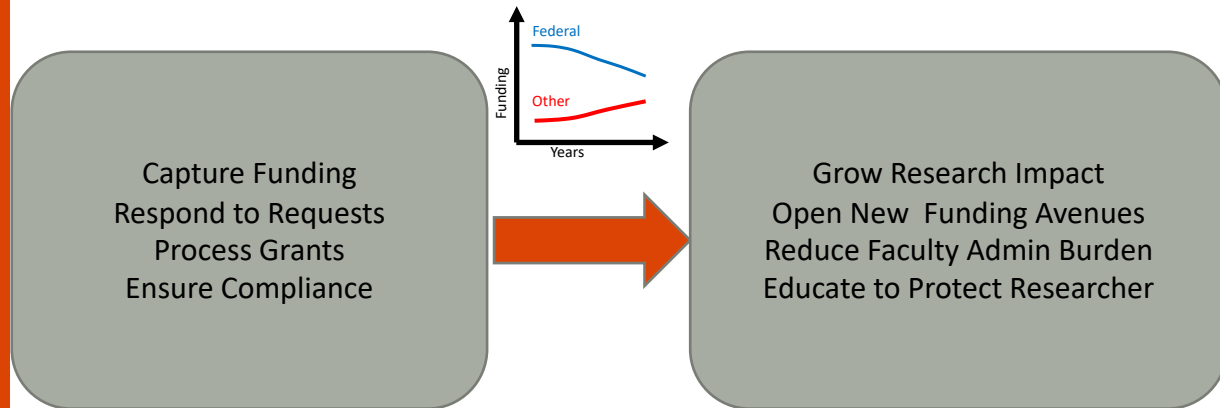 Federal
Other
Funding
Years
Capture Funding
Respond to Requests
Process Grants
Ensure Compliance
Grow Research Impact
Open New  Funding Avenues
Reduce Faculty Admin Burden
Educate to Protect Researcher